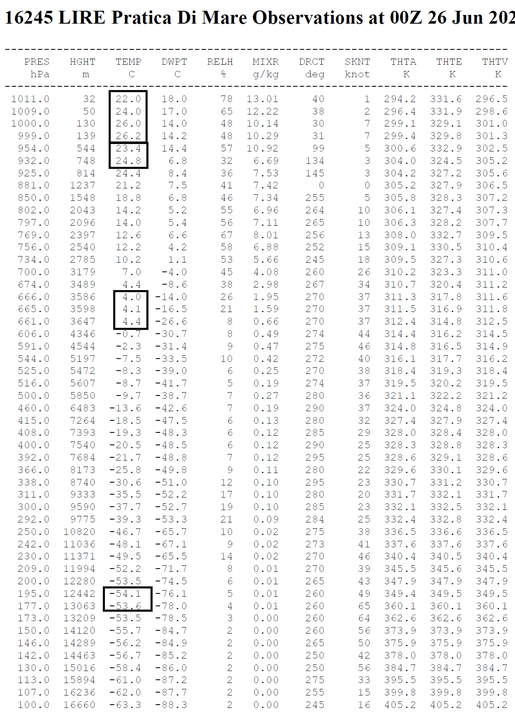 16245 LIRE Pratica Di Mare Observations at 00Z 26 Jun 202
PRES HGHT TEMP DWPT RELH MIXR DRCT SKNT THTA THTE THTV
hPa m C C % g/kg deg knot K K K
1011.0 32 22.0 18.0 78 13.01 40 1 294.2 331.6 296.5
1009.0 50 24.0 17.0 65 12.22 38 2 296.4 331.9 298.6
1000.0 130 26.0 14.0 48 10.14 30 7 299.1 329.1 301.0
999.0 139 26.2 14.2 48 10.29 31 7 299.4 329.8 301.3
954.0 544 23.4 14.4 57 10.92 99 5 300.6 332.9 302.5
932.0 748 24.8 6.8 32 6.69 134 3 304.0 324.5 305.2
925.0 814 24.4 8.4 36 7.53 145 3 304.2 327.2 305.6
881.0 1237 21.2 7.5 41 7.42 0 0 305.2 327.9 306.5
850.0 1548 18.8 6.8 46 7.34 255 5 305.8 328.3 307.2
802.0 2043 14.2 5.2 55 6.96 264 10 306.1 327.4 307.3
797.0 2096 14.0 5.4 56 7.11 265 10 306.3 328.2 307.7
769.0 2397 12.6 6.6 67 8.01 256 13 308.0 332.7 309.5
756.0 2540 12.2 4.2 58 6.88 252 15 309.1 330.5 310.4
734.0 2785 10.2 1.1 53 5.66 245 18 309.5 327.3 310.6
700.0 3179 7.0 -4.0 45 4.08 260 26 310.2 323.3 311.0
674.0 3489 4.4 -8.6 38 2.98 267 34 310.7 320.4 311.2
666.0 3586 4.0 -14.0 26 1.95 270 37 311.3 317.8 311.6
665.0 3598 4.1 -16.5 21 1.59 270 37 311.5 316.9 311.8
661.0 3647 4.4 -26.6 8 0.66 270 37 312.4 314.8 312.5
606.0 4346 -0.7 -30.7 8 0.49 274 44 314.4 316.2 314.5
591.0 4544 -2.3 -31.4 9 0.47 275 46 314.8 316.5 314.9
544.0 5197 -7.5 -33.5 10 0.42 272 40 316.1 317.7 316.2
525.0 5472 -8.3 -39.0 6 0.25 270 38 318.4 319.3 318.4
516.0 5607 -8.7 -41.7 5 0.19 274 37 319.5 320.2 319.5
500.0 5850 -9.7 -38.7 7 0.27 280 36 321.1 322.2 321.2
460.0 6483 -13.6 -42.6 7 0.19 290 37 324.0 324.8 324.0
415.0 7264 -18.5 -47.5 6 0.13 280 32 327.4 327.9 327.4
408.0 7393 -19.3 -48.3 6 0.12 285 29 328.0 328.4 328.0
400.0 7540 -20.5 -48.5 6 0.12 290 25 328.3 328.8 328.3
392.0 7684 -21.7 -48.8 7 0.12 295 25 328.6 329.1 328.6
366.0 8173 -25.8 -49.8 9 0.11 280 22 329.6 330.1 329.6
338.0 8740 -30.6 -51.0 12 0.10 295 23 330.7 331.2 330.7
311.0 9333 -35.5 -52.2 17 0.10 280 20 331.7 332.1 331.7
300.0 9590 -37.7 -52.7 19 0.10 295 23 332.1 332.5 332.1
292.0 9775 -39.3 -53.3 21 0.09 284 25 332.4 332.8 332.4
250.0 10820 -46.7 -65.7 10 0.02 275 38 336.5 336.6 336.5
242.0 11036 -48.1 -67.1 9 0.02 273 41 337.6 337.6 337.6
230.0 11371 -49.5 -65.5 14 0.02 270 46 340.4 340.5 340.4
209.0 11994 -52.2 -71.7 8 0.01 270 39 345.5 345.6 345.5
200.0 12280 -53.5 -74.5 6 0.01 265 43 347.9 347.9 347.9
195.0 12442 -54.1 -76.1 5 0.01 260 49 349.4 349.5 349.5
177.0 13063 -53.6 -78.0 4 0.01 265 65 360.1 360.1 360.1
173.0 13209 -53.5 -78.5 3 0.00 260 64 362.6 362.6 362.6
150.0 14120 -55.7 -84.7 2 0.00 260 56 373.9 373.9 373.9
146.0 14289 -56.2 -84.9 2 0.00 265 50 375.9 375.9 375.9
142.0 14463 -56.7 -85.2 2 0.00 250 42 378.0 378.0 378.0
130.0 15016 -58.4 -86.0 2 0.00 260 56 384.7 384.7 384.7
113.0 15894 -61.0 -87.2 2 0.00 275 33 395.5 395.5 395.5
107.0 16236 -62.0 -87.7 2 0.00 255 15 399.8 399.8 399.8
100.0 16660 -63.3 -88.3 2 0.00 245 16 405.2 405.2 405.2